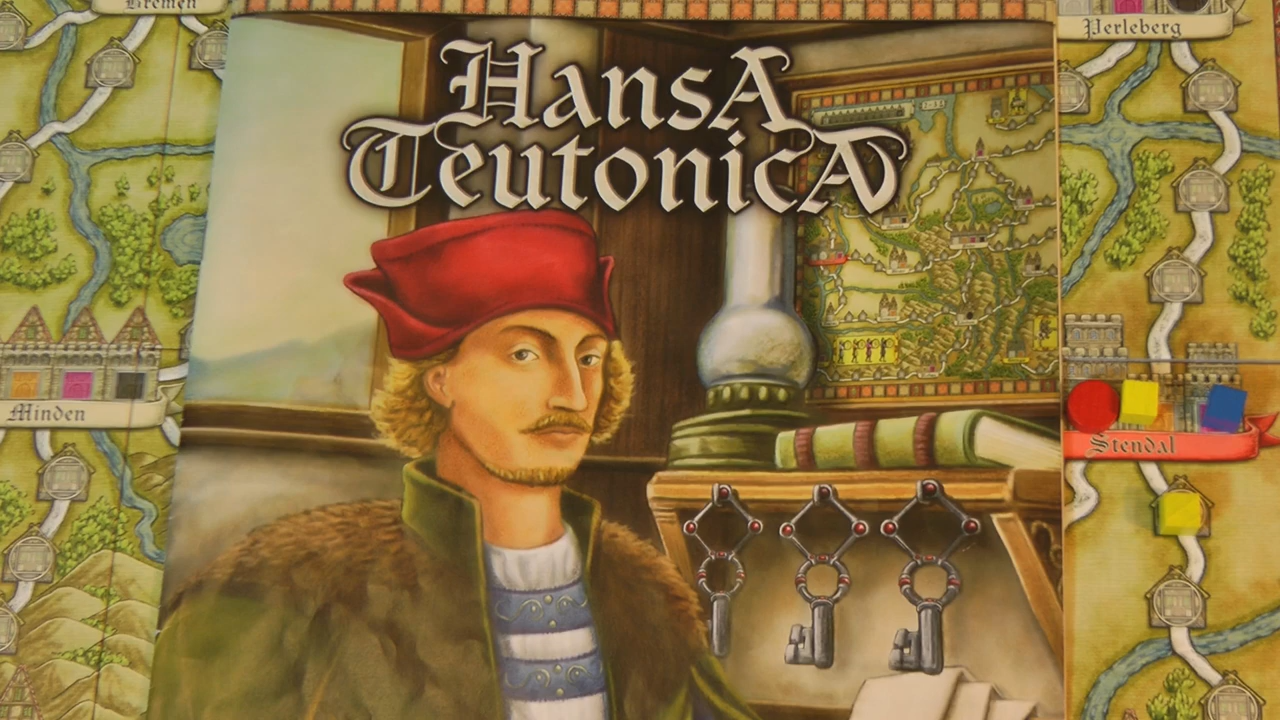 Bremen
HansA
TeutonicA
Perleberg
Minden
Stendal